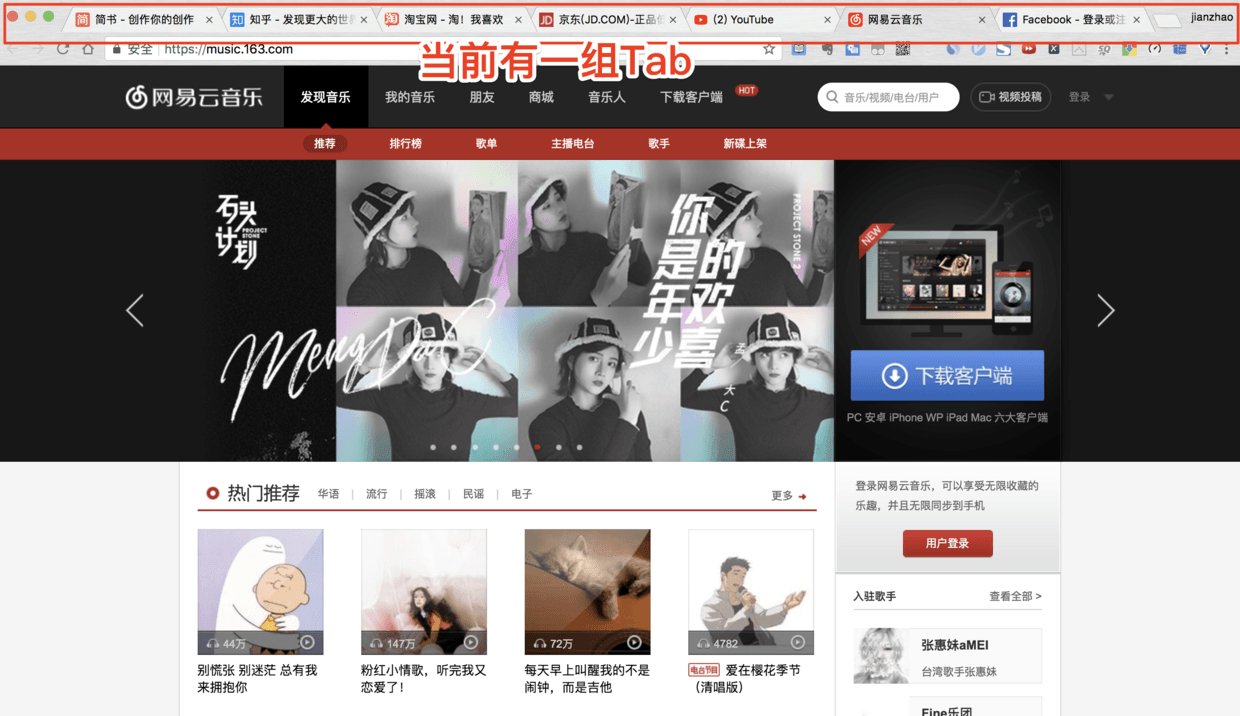 简书 - 创作你的创作
知乎 - 发现更大的世界
淘宝网 - 淘！我喜欢
京东(JD.COM)-正品低
(2) YouTube
网易云音乐
Facebook - 登录或注
jianzhao
安全
https://music.163.com
当前有一组Tab
网易云音乐
发现音乐
我的音乐
朋友
商城
音乐人
下载客户端
HOT
音乐/视频/电台/用户
视频投稿
登录
推荐
排行榜
歌单
主播电台
歌手
新碟上架
石头计划
PROJECT STONE
MengDaC
你是年少的欢喜
孟大C
PROJECT STONE 2
NEW
下载客户端
PC 安卓 iPhone WP iPad Mac 六大客户端
热门推荐
华语
流行
摇滚
民谣
电子
更多
44万
147万
72万
4782
别慌张 别迷茫 总有我
来拥抱你
粉红小情歌，听完我又
恋爱了！
每天早上叫醒我的不是
闹钟，而是吉他
电台节目 爱在樱花季节
（清唱版）
登录网易云音乐，可以享受无限收藏的
乐趣，并且无限同步到手机
用户登录
入驻歌手
查看全部 >
张惠妹aMEI
台湾歌手张惠妹
Fine乐团